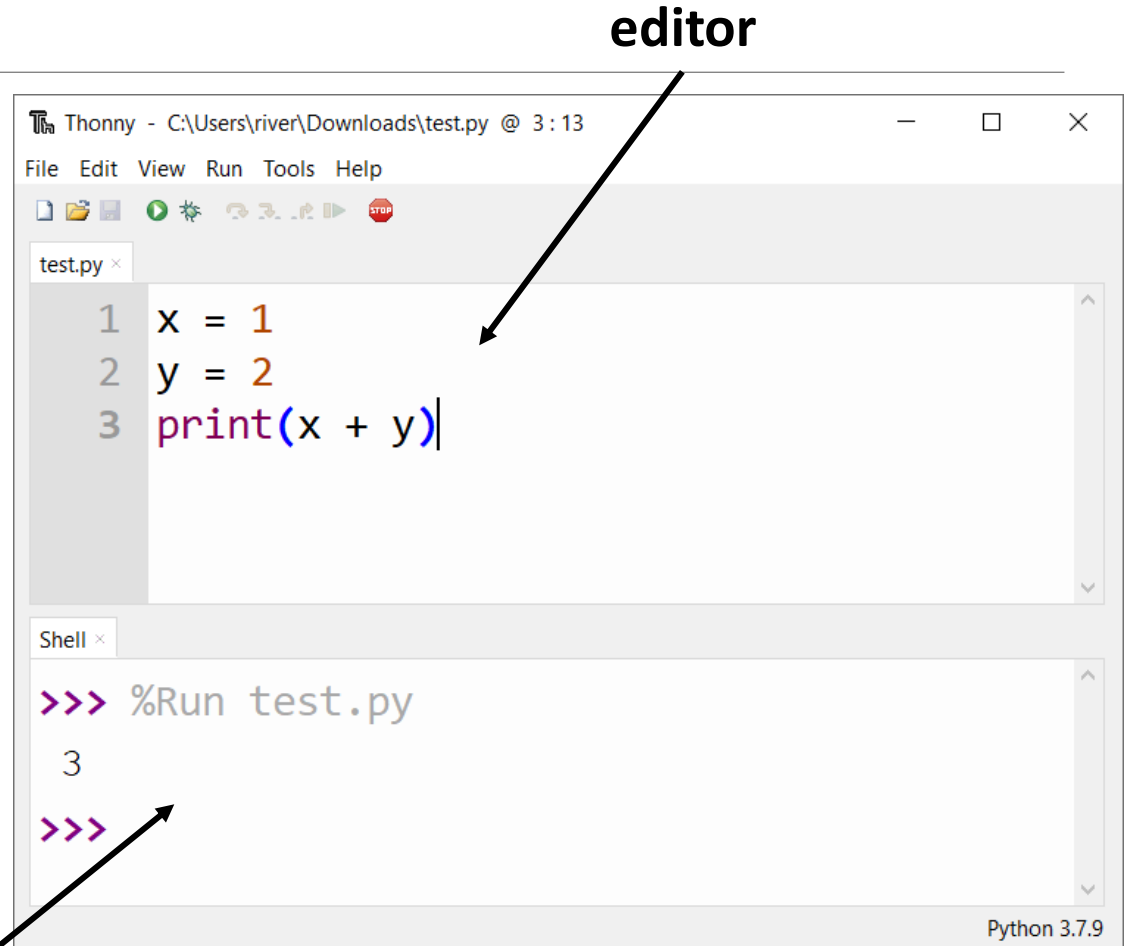 editor
Thonny - C:\Users\river\Downloads\test.py @ 3 : 13
File Edit View Run Tools Help
STOP
test.py ×
1 x = 1
2 y = 2
3 print(x + y)
Shell ×
>>> %Run test.py
3
>>>
Python 3.7.9